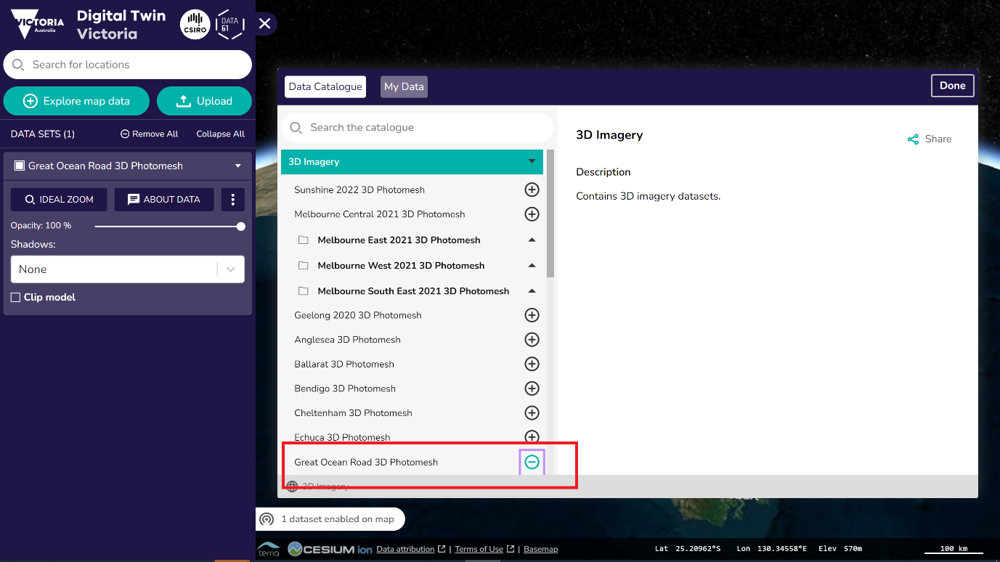 VICTORIA
Australia
Digital Twin
Victoria
CSIRO
DATA
61
Search for locations
Explore map data
Upload
DATA SETS (1)
Remove All
Collapse All
Great Ocean Road 3D Photomesh
IDEAL ZOOM
ABOUT DATA
Opacity: 100 %
Shadows:
None
Clip model
Data Catalogue
My Data
Done
Search the catalogue
3D Imagery
Sunshine 2022 3D Photomesh
Melbourne Central 2021 3D Photomesh
Melbourne East 2021 3D Photomesh
Melbourne West 2021 3D Photomesh
Melbourne South East 2021 3D Photomesh
Geelong 2020 3D Photomesh
Anglesea 3D Photomesh
Ballarat 3D Photomesh
Bendigo 3D Photomesh
Cheltenham 3D Photomesh
Echuca 3D Photomesh
Great Ocean Road 3D Photomesh
3D Imagery
3D Imagery
Share
Description
Contains 3D imagery datasets.
1 dataset enabled on map
terria
CESIUM ion
Data attribution | Terms of Use | Basemap
Lat 25.20962°S Lon 130.34558°E Elev 570m
100 km